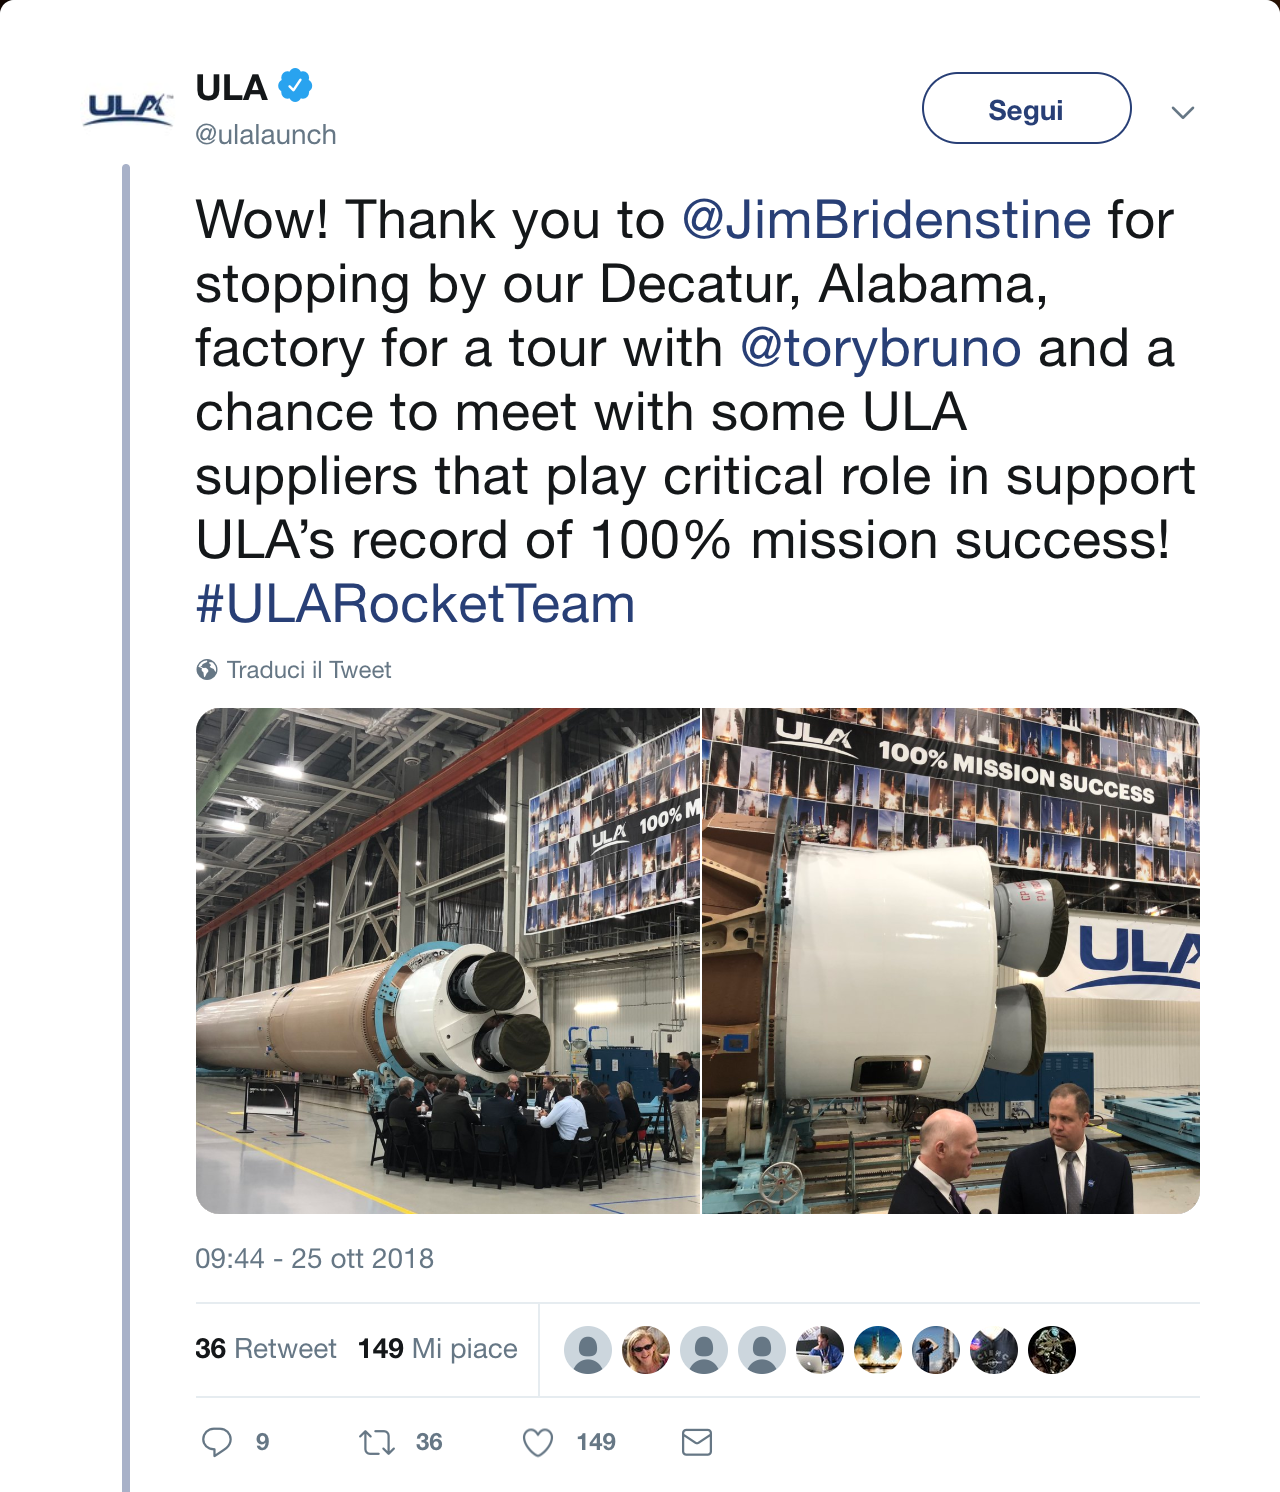 ULA
ULA
@ulalaunch
Segui
Wow! Thank you to @JimBridenstine for
stopping by our Decatur, Alabama,
factory for a tour with @torybruno and a
chance to meet with some ULA
suppliers that play critical role in support
ULA’s record of 100% mission success!
#ULARocketTeam
Traduci il Tweet
ULA 100% M
ULA 100% MISSION SUCCESS
ULA
09:44 - 25 ott 2018
36 Retweet 149 Mi piace
9 36 149